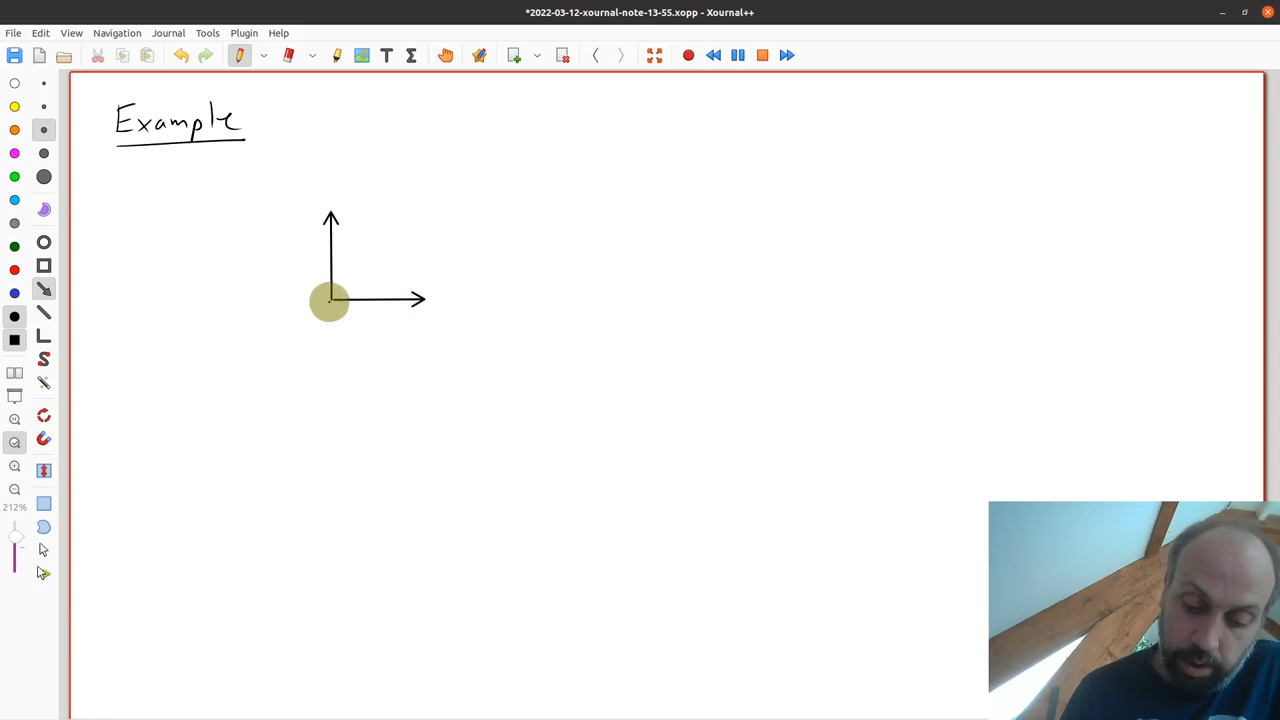 *2022-03-12-xournal-note-13-55.xopp - Xournal++
File Edit View Navigation Journal Tools Plugin Help
Example
212%